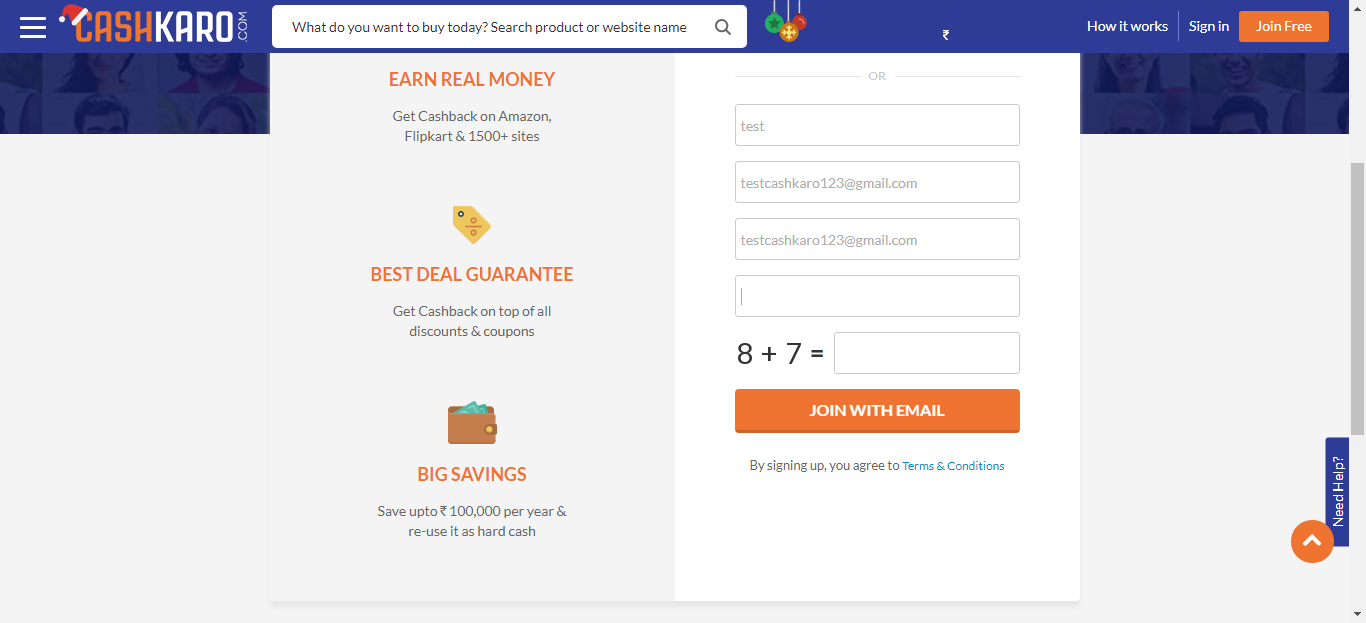 CASHKARO.COM
What do you want to buy today? Search product or website name
₹
How it works
Sign in
Join Free
EARN REAL MONEY
Get Cashback on Amazon,
Flipkart & 1500+ sites
BEST DEAL GUARANTEE
Get Cashback on top of all
discounts & coupons
BIG SAVINGS
Save upto ₹ 100,000 per year &
re-use it as hard cash
OR
test
testcashkaro123@gmail.com
testcashkaro123@gmail.com
8 + 7 =
JOIN WITH EMAIL
By signing up, you agree to Terms & Conditions
Need Help?